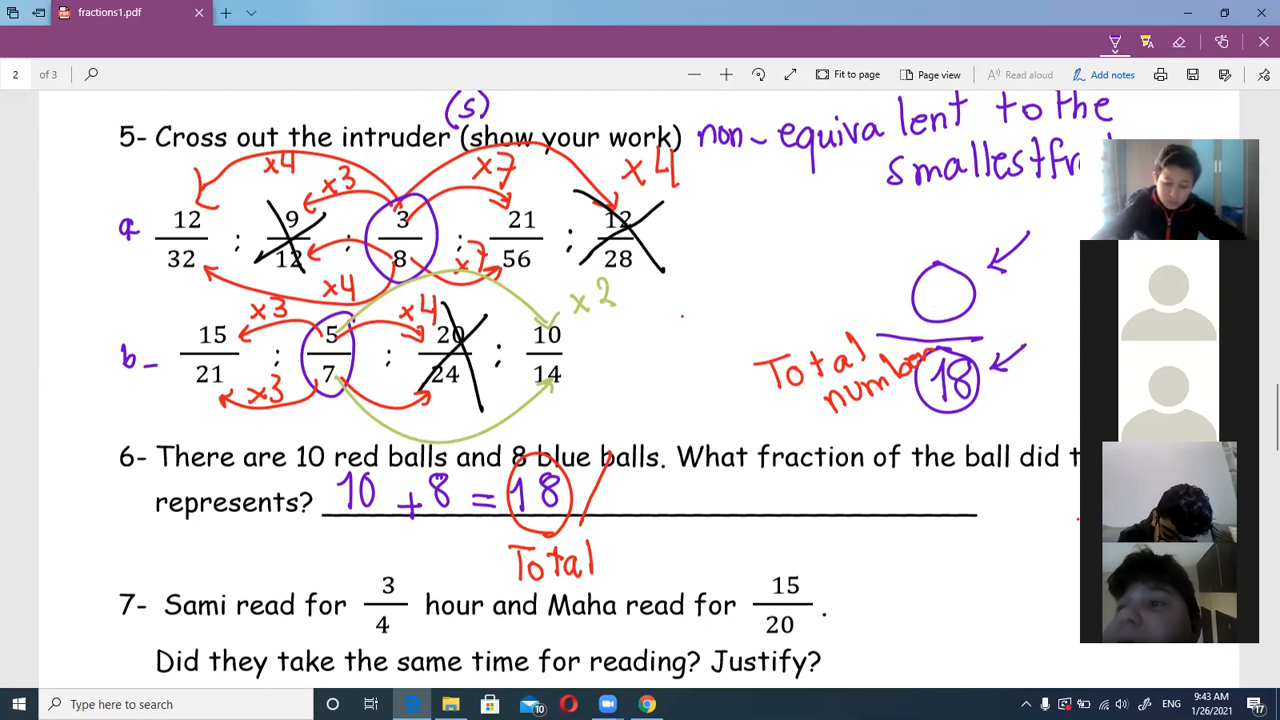 fractions1.pdf
2 of 3
Fit to page
Page view
Read aloud
Add notes
(s)
5- Cross out the intruder (show your work) non-equivalent to the
smallest
x4 x3 x7 x4
a 12/32 ; 9/12 ; 3/8 ; 21/56 ; 12/28
x4 x7
x2
x3 x4
b- 15/21 ; 5/7 ; 20/24 ; 10/14
x3
Total
number
18
6- There are 10 red balls and 8 blue balls. What fraction of the ball did
represents? 10 + 8 = 18
Total
7- Sami read for 3/4 hour and Maha read for 15/20 .
Did they take the same time for reading? Justify?
Type here to search
10
9:43 AM
1/26/2021
17